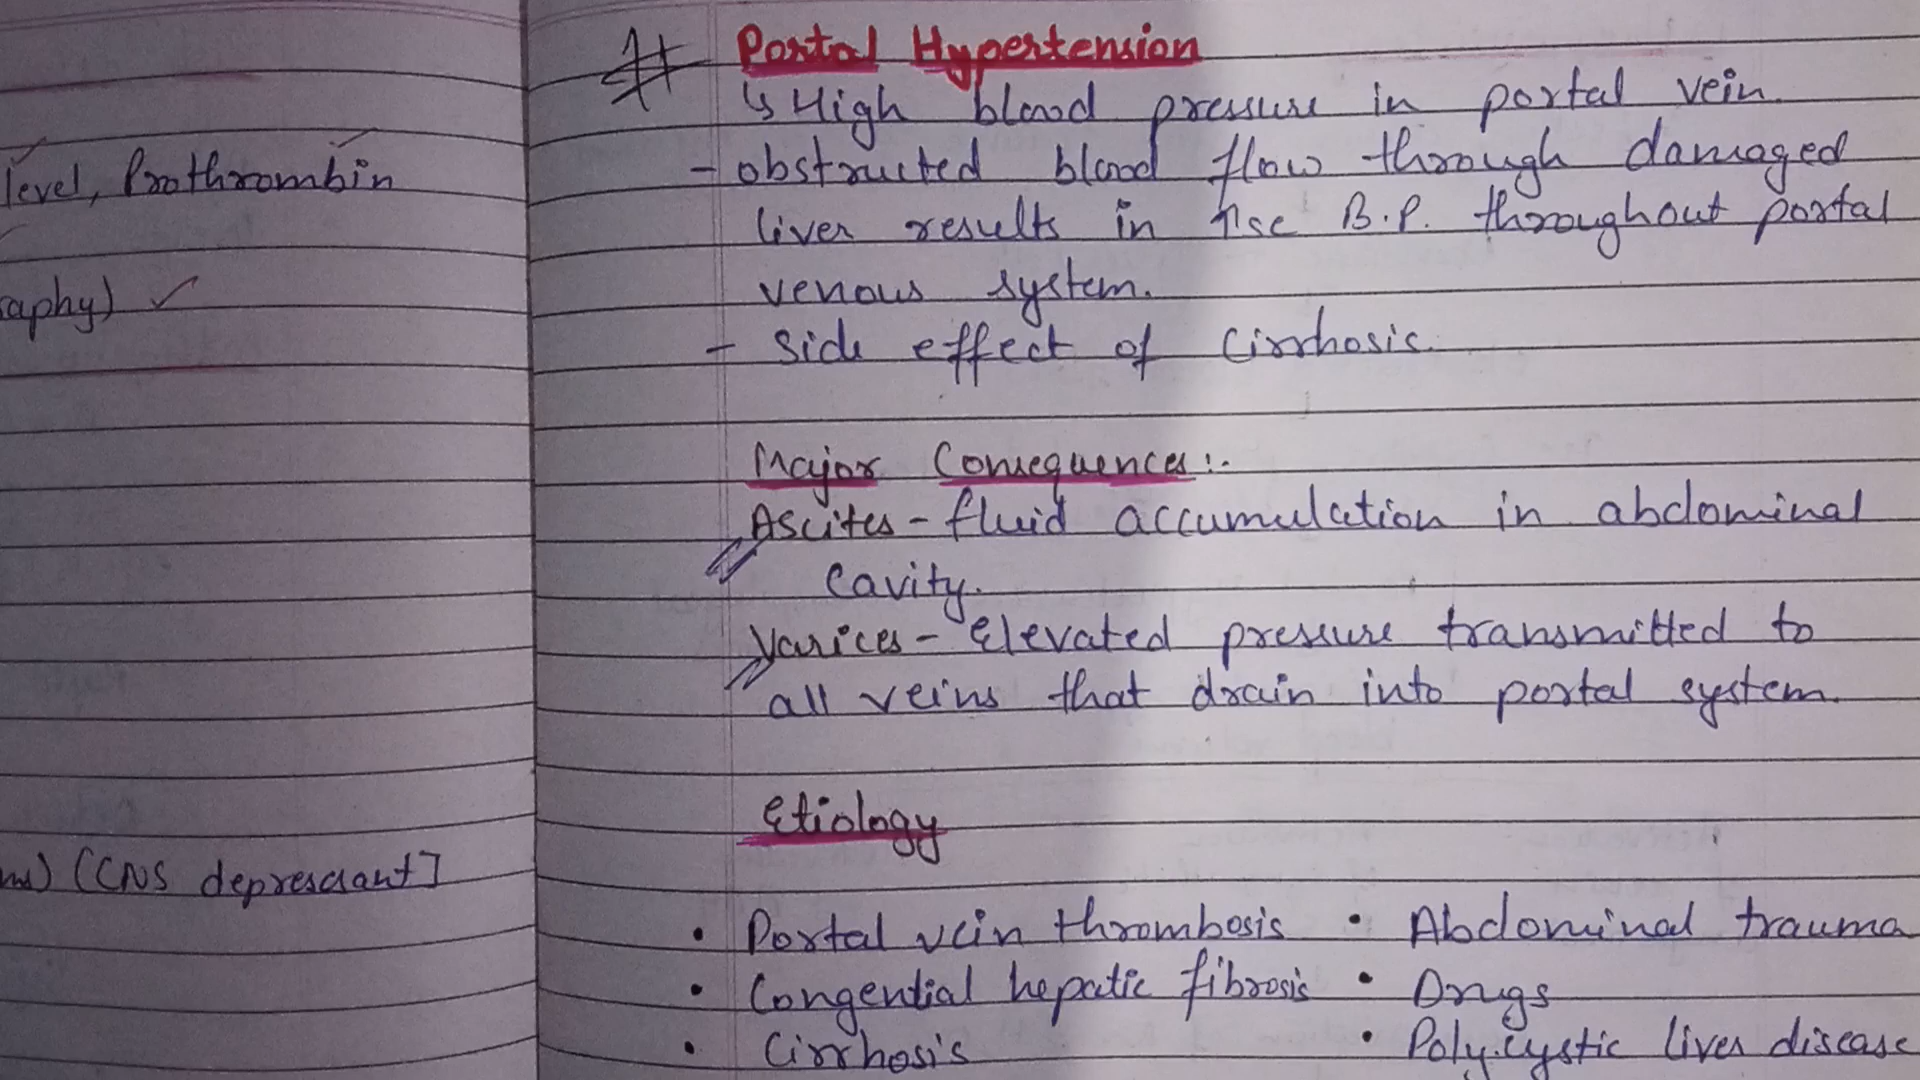 level, Prothrombin
raphy) ✓
(CNS depressant]
# Portal Hypertension
↳ High blood pressure in portal vein.
- obstructed blood flow through damaged
liver results in ↑se B.P. throughout portal
venous system.
- Side effect of Cirrhosis.
Major Consequences :-
Ascites - fluid accumulation in abdominal
cavity.
Varices - Elevated pressure transmitted to
all veins that drain into portal system.
Etiology
• Portal vein thrombosis • Abdominal trauma
• Congential hepatic fibrosis • Drugs
• Cirrhosis • Polycystic liver disease